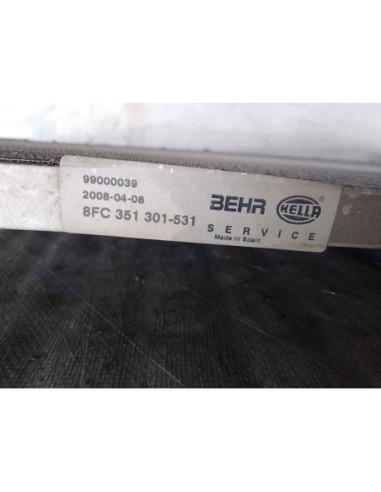 99000039
2008-04-08
8FC 351 301-531
BEHR HELLA
SERVICE
Made in Spain